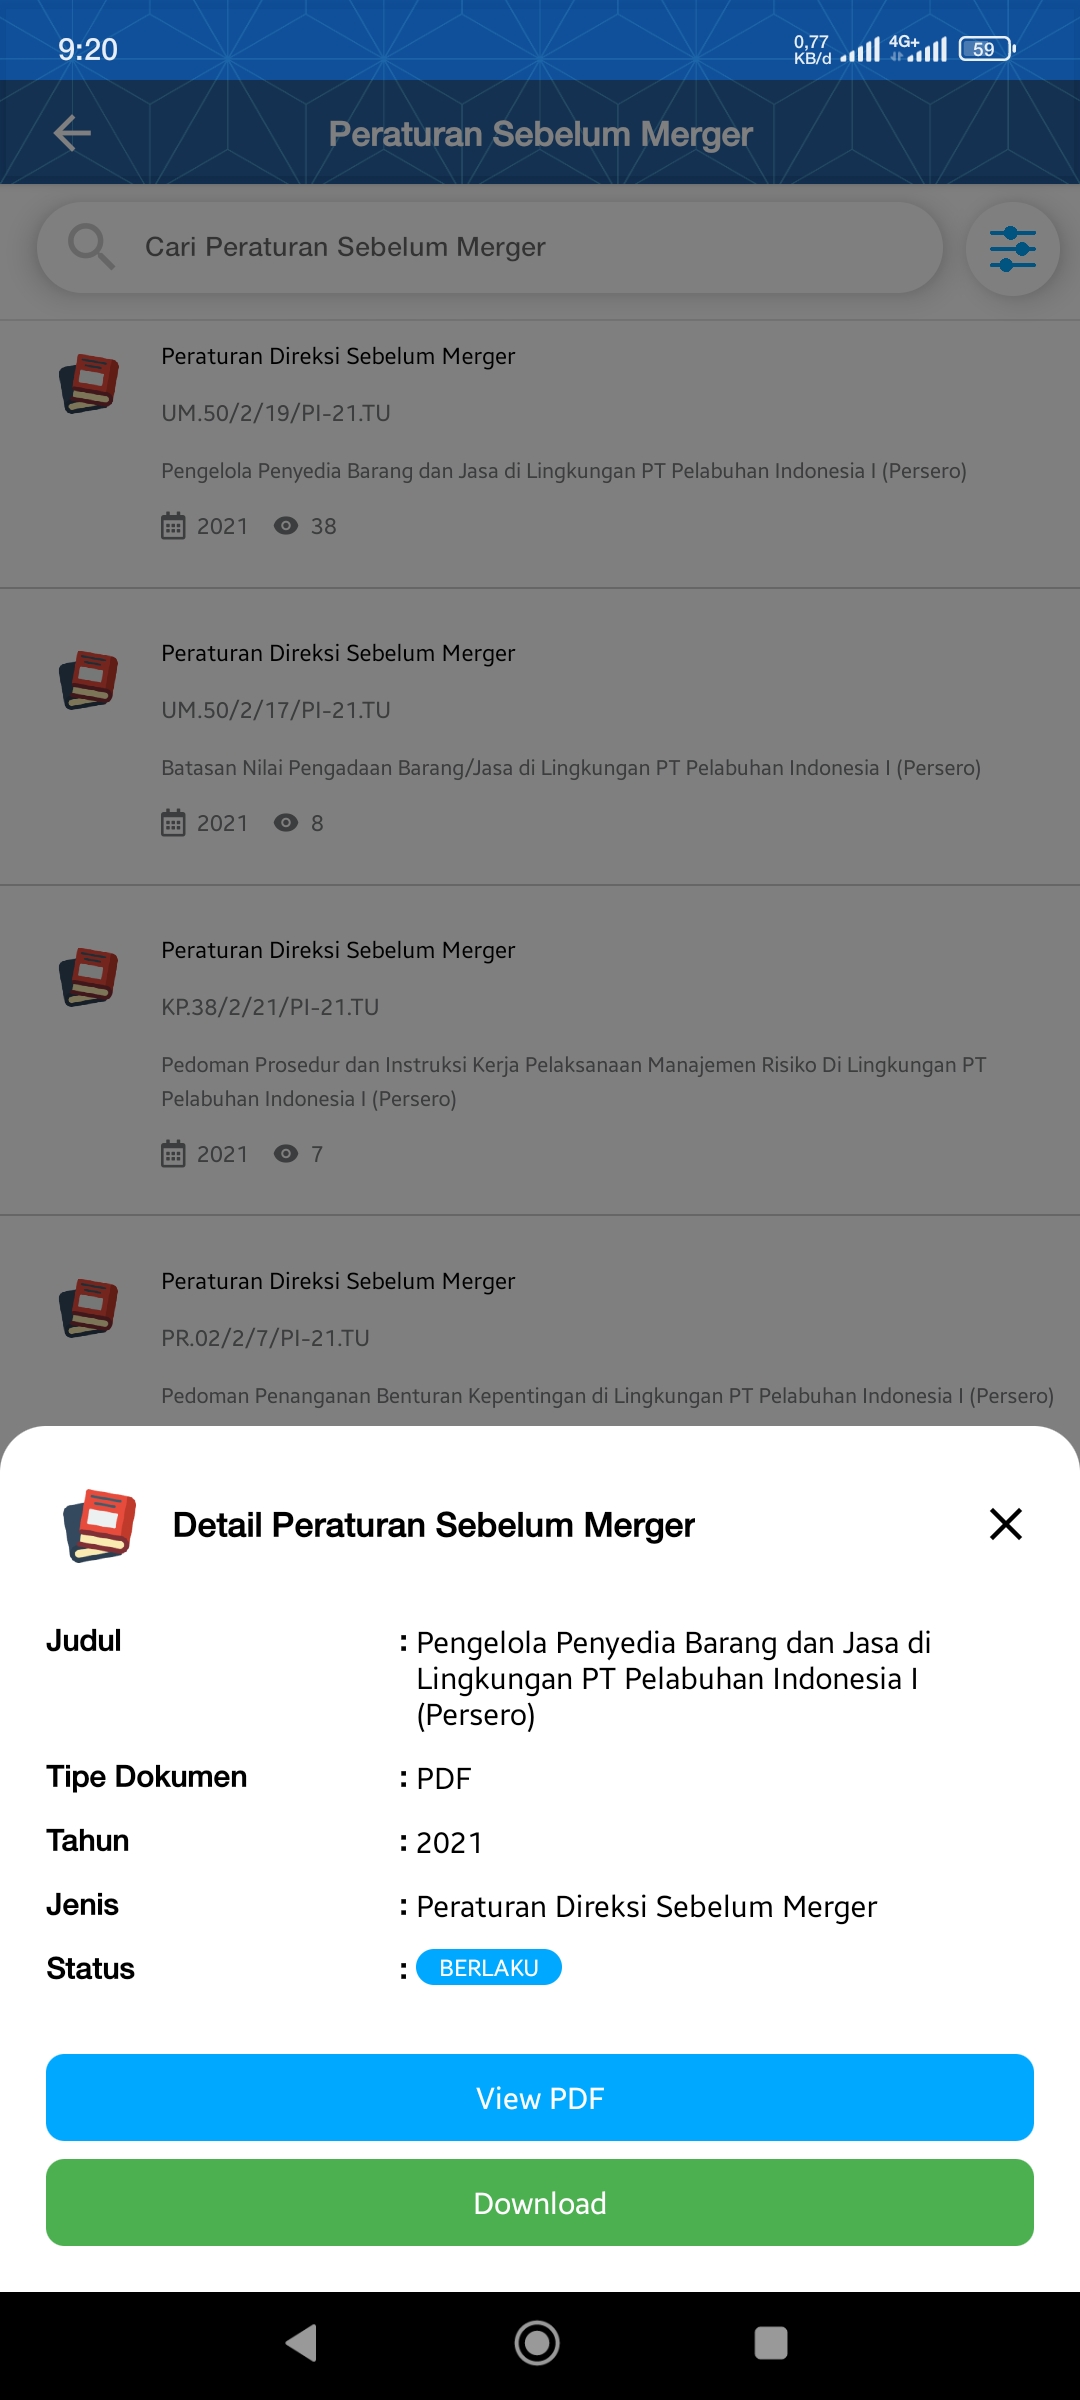 9:20
0,77
KB/d
4G+
59
Peraturan Sebelum Merger
Cari Peraturan Sebelum Merger
Peraturan Direksi Sebelum Merger
UM.50/2/19/PI-21.TU
Pengelola Penyedia Barang dan Jasa di Lingkungan PT Pelabuhan Indonesia I (Persero)
2021 38
Peraturan Direksi Sebelum Merger
UM.50/2/17/PI-21.TU
Batasan Nilai Pengadaan Barang/Jasa di Lingkungan PT Pelabuhan Indonesia I (Persero)
2021 8
Peraturan Direksi Sebelum Merger
KP.38/2/21/PI-21.TU
Pedoman Prosedur dan Instruksi Kerja Pelaksanaan Manajemen Risiko Di Lingkungan PT
Pelabuhan Indonesia I (Persero)
2021 7
Peraturan Direksi Sebelum Merger
PR.02/2/7/PI-21.TU
Pedoman Penanganan Benturan Kepentingan di Lingkungan PT Pelabuhan Indonesia I (Persero)
Detail Peraturan Sebelum Merger
Judul : Pengelola Penyedia Barang dan Jasa di
Lingkungan PT Pelabuhan Indonesia I
(Persero)
Tipe Dokumen : PDF
Tahun : 2021
Jenis : Peraturan Direksi Sebelum Merger
Status : BERLAKU
View PDF
Download